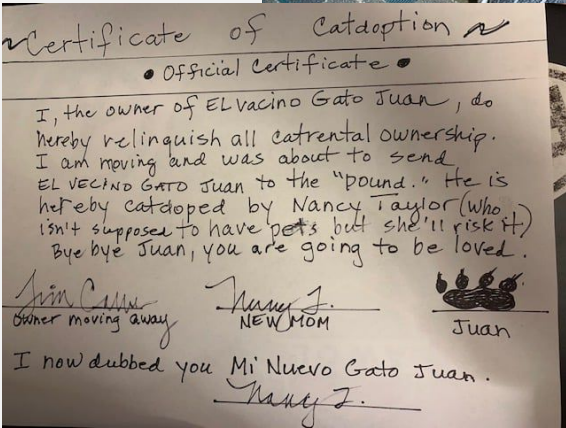 ~Certificate of Catdoption~
• Official Certificate •
I, the owner of EL vacino Gato Juan, do
hereby relinquish all catrental ownership.
I am moving and was about to send
EL VECINO GATO Juan to the "pound." He is
hereby catdoped by Nancy Taylor (who
isn't supposed to have pets but she'll risk it)
Bye bye Juan, you are going to be loved.
Nancy T.
owner moving away NEW MOM Juan
I now dubbed you Mi Nuevo Gato Juan.
Nancy T.